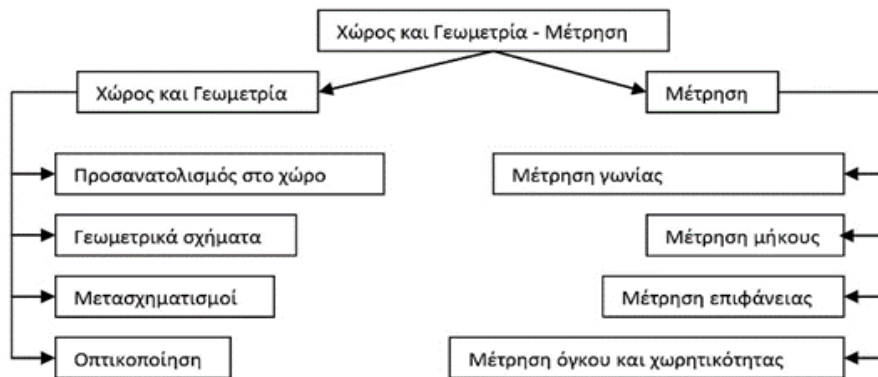 Χώρος και Γεωμετρία - Μέτρηση
Χώρος και Γεωμετρία
Μέτρηση
Προσανατολισμός στο χώρο
Μέτρηση γωνίας
Γεωμετρικά σχήματα
Μέτρηση μήκους
Μετασχηματισμοί
Μέτρηση επιφάνειας
Οπτικοποίηση
Μέτρηση όγκου και χωρητικότητας